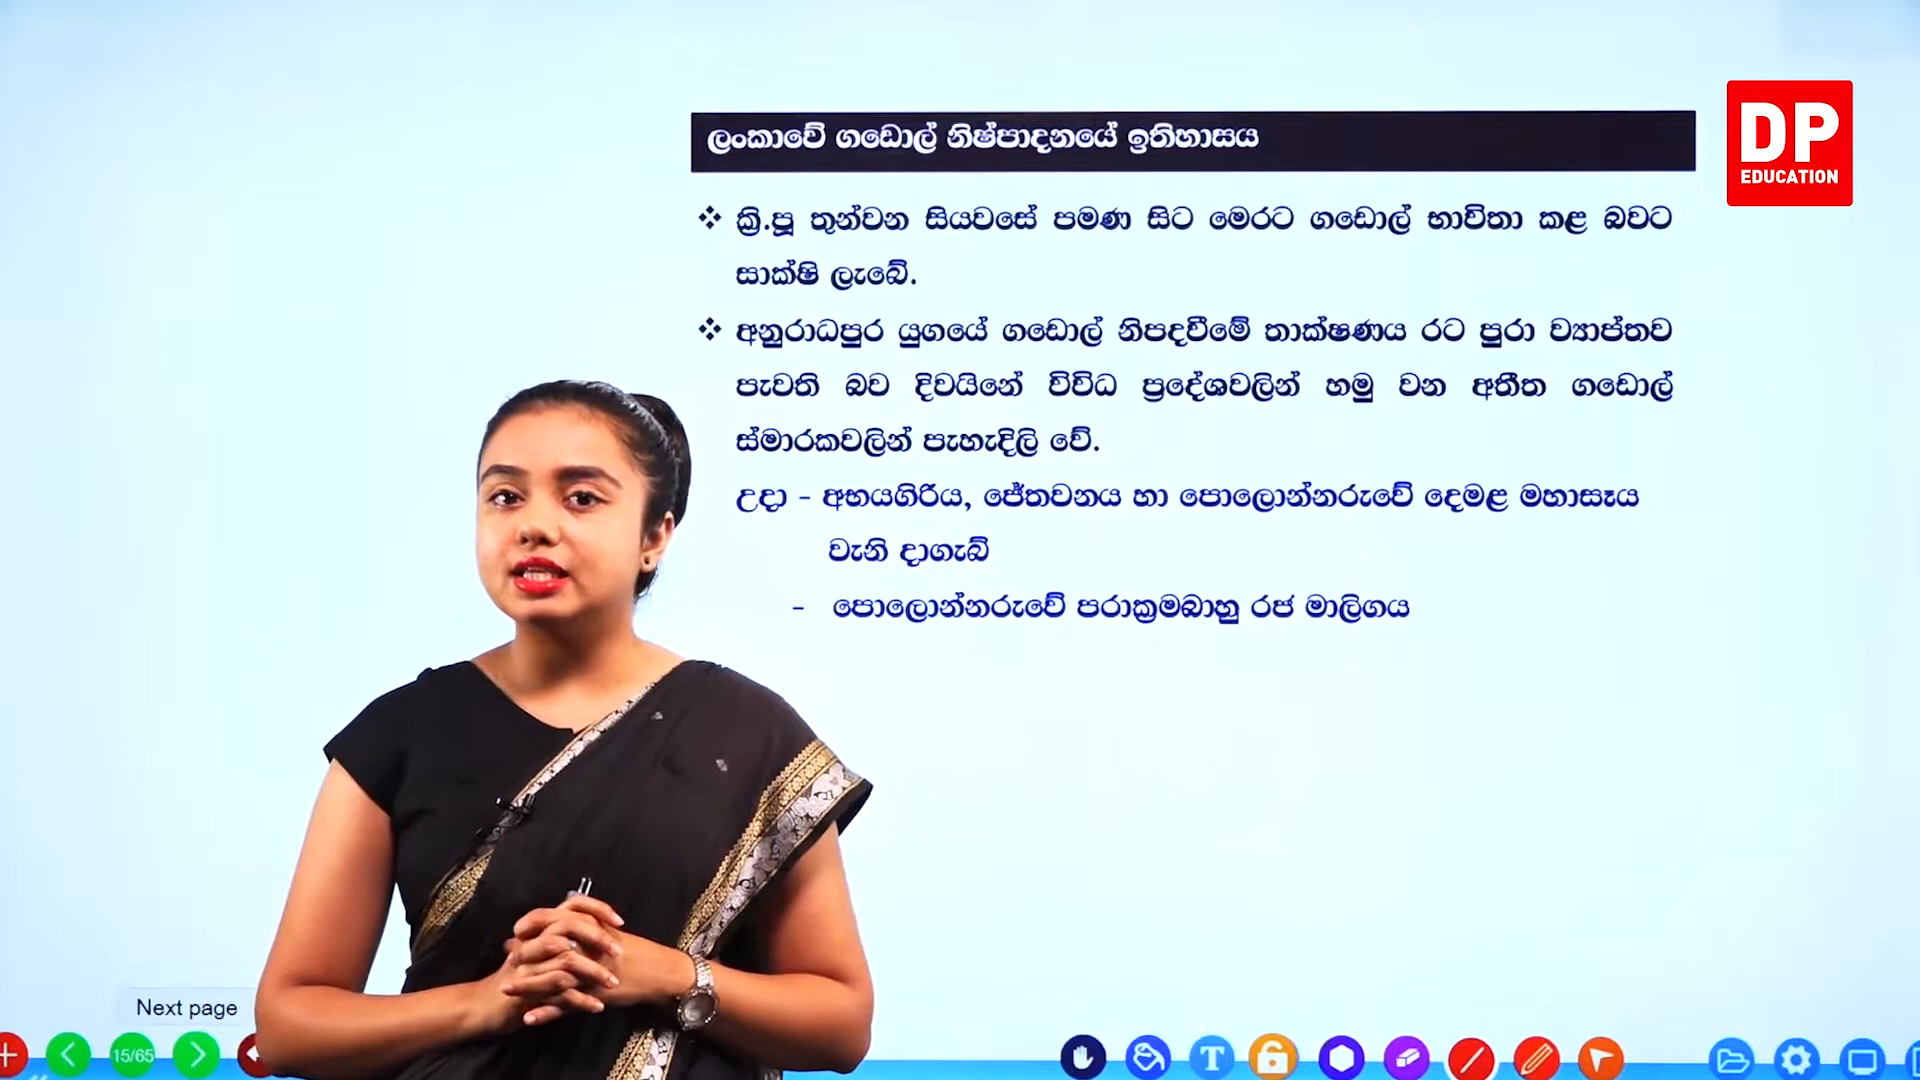 DP
EDUCATION
ලංකාවේ ගඩොල් නිෂ්පාදනයේ ඉතිහාසය
❖ ක්‍රි.පූ තුන්වන සියවසේ පමණ සිට මෙරට ගඩොල් භාවිතා කළ බවට
සාක්ෂි ලැබේ.
❖ අනුරාධපුර යුගයේ ගඩොල් නිපදවීමේ තාක්ෂණය රට පුරා ව්‍යාප්තව
පැවති බව දිවයිනේ විවිධ ප්‍රදේශවලින් හමු වන අතීත ගඩොල්
ස්මාරකවලින් පැහැදිලි වේ.
උදා - අභයගිරිය, ජේතවනය හා පොලොන්නරුවේ දෙමළ මහාසෑය
වැනි දාගැබ්
- පොලොන්නරුවේ පරාක්‍රමබාහු රජ මාලිගය
Next page
15/65
T